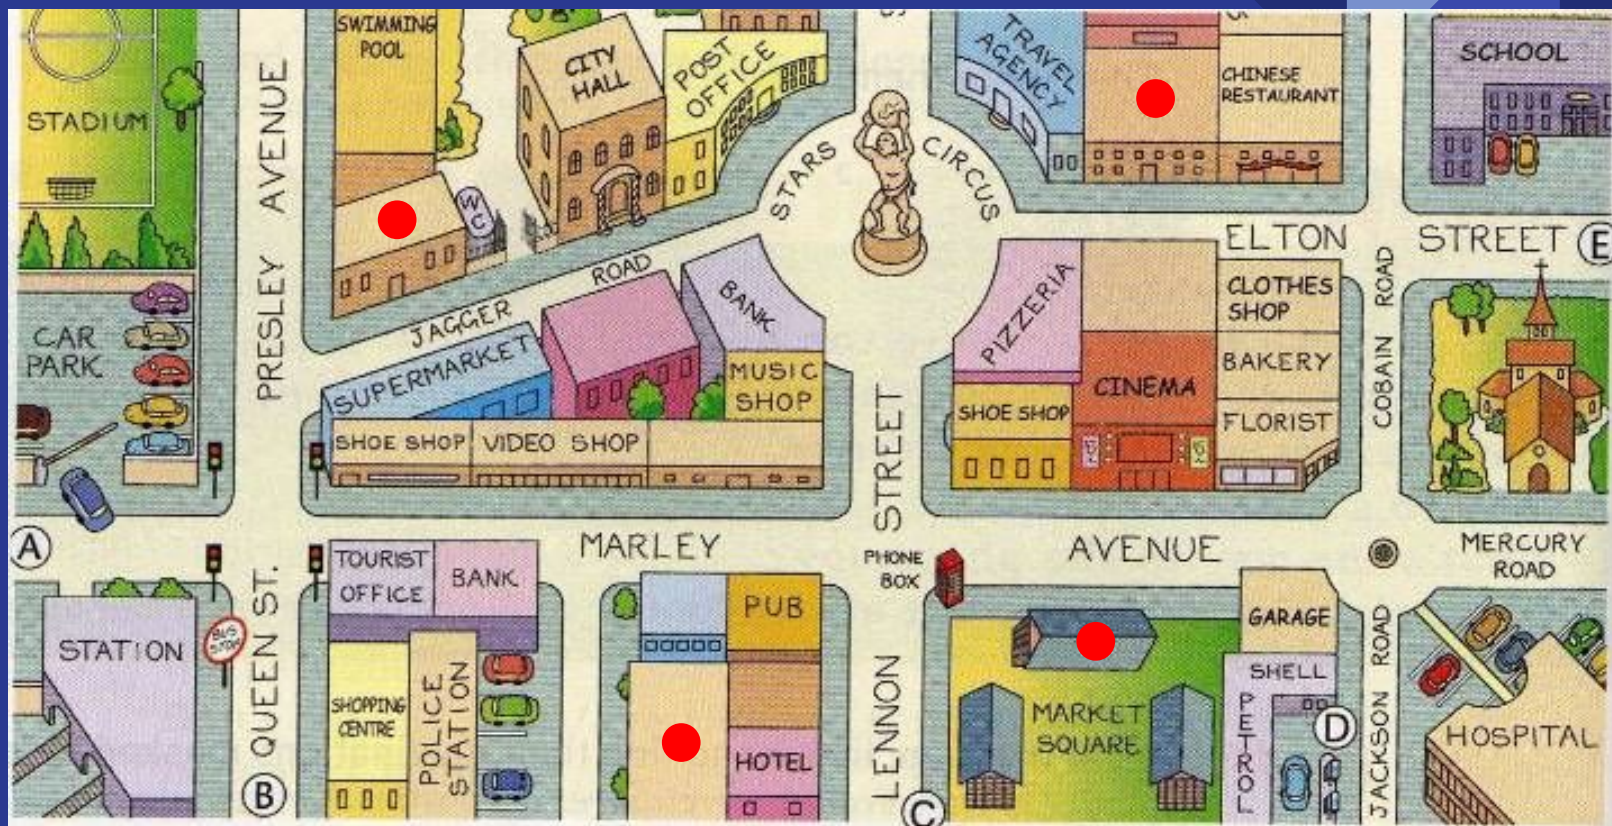 SWIMMING
POOL
CITY
HALL
POST
OFFICE
TRAVEL
AGENCY
CHINESE
RESTAURANT
SCHOOL
STADIUM
PRESLEY AVENUE
WC
STARS CIRCUS
ELTON STREET
E
JAGGER ROAD
BANK
CAR
PARK
SUPERMARKET
MUSIC
SHOP
SHOE SHOP
VIDEO SHOP
PIZZERIA
SHOE SHOP
CINEMA
CLOTHES
SHOP
BAKERY
FLORIST
COBAIN ROAD
STREET
A
MARLEY AVENUE
MERCURY
ROAD
PHONE
BOX
TOURIST
OFFICE
BANK
PUB
GARAGE
STATION
BUS
STOP
QUEEN ST.
SHOPPING
CENTRE
POLICE
STATION
HOTEL
LENNON
MARKET
SQUARE
SHELL
PETROL
D
JACKSON ROAD
HOSPITAL
B
C